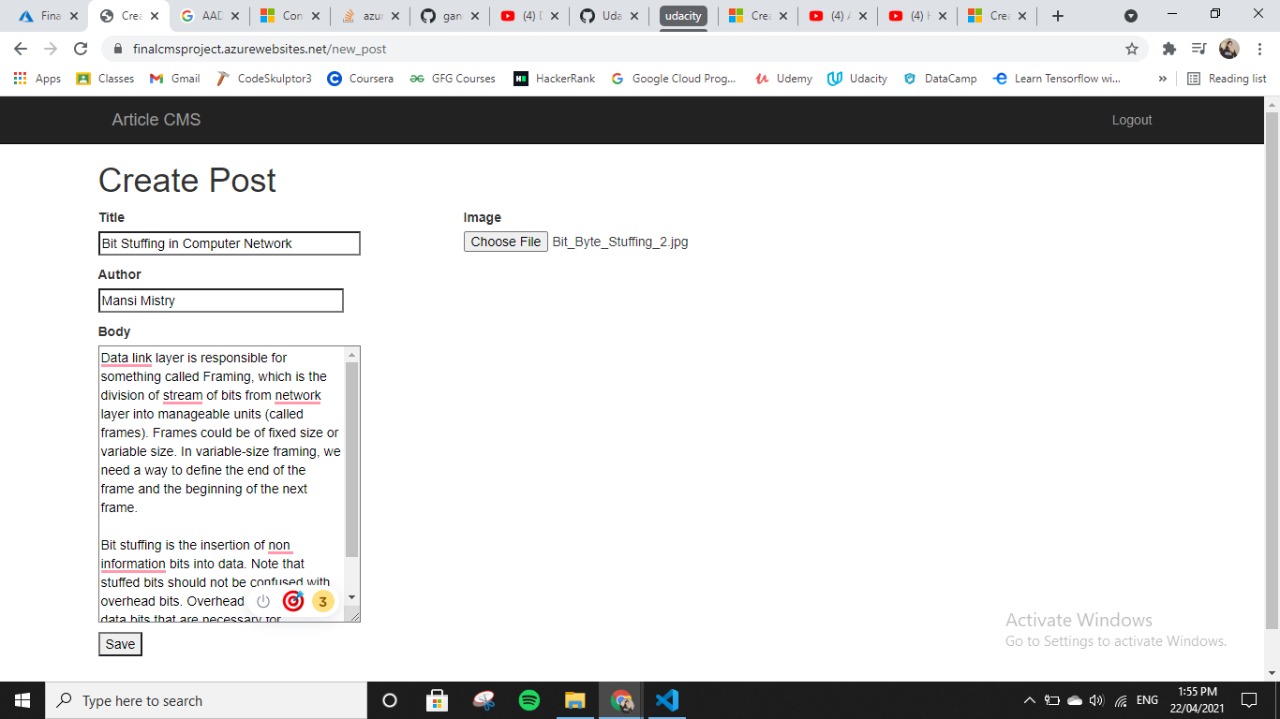 Fina
Crea
AAD
Con
azur
gan
(4) D
Uda
udacity
Crea
(4) A
(4) H
Crea
finalcmsproject.azurewebsites.net/new_post
Apps
Classes
Gmail
CodeSkulptor3
Coursera
GFG Courses
HackerRank
Google Cloud Prog...
Udemy
Udacity
DataCamp
Learn Tensorflow wi...
»
Reading list
Article CMS
Logout
Create Post
Title
Image
Bit Stuffing in Computer Network
Choose File Bit_Byte_Stuffing_2.jpg
Author
Mansi Mistry
Body
Data link layer is responsible for
something called Framing, which is the
division of stream of bits from network
layer into manageable units (called
frames). Frames could be of fixed size or
variable size. In variable-size framing, we
need a way to define the end of the
frame and the beginning of the next
frame.
Bit stuffing is the insertion of non
information bits into data. Note that
stuffed bits should not be confused with
overhead bits. Overhead
data bits that are necessary for
3
Save
Activate Windows
Go to Settings to activate Windows.
Type here to search
ENG
1:55 PM
22/04/2021